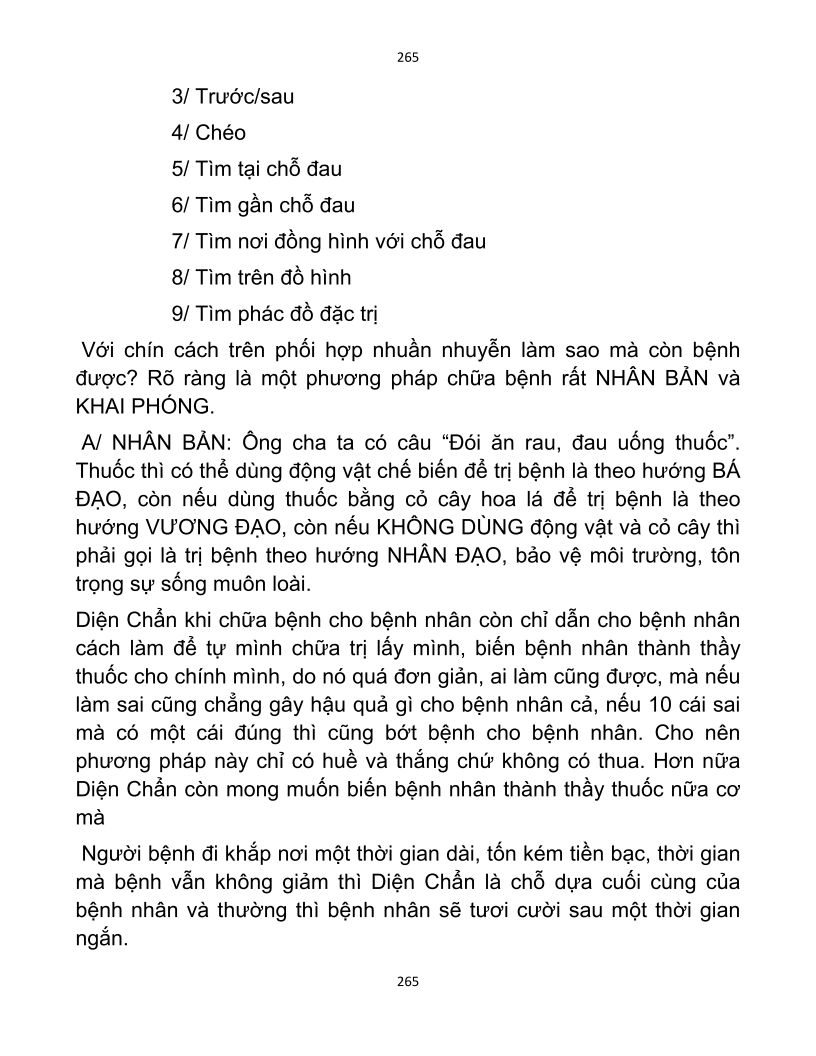 265
3/ Trước/sau
4/ Chéo
5/ Tìm tại chỗ đau
6/ Tìm gần chỗ đau
7/ Tìm nơi đồng hình với chỗ đau
8/ Tìm trên đồ hình
9/ Tìm phác đồ đặc trị
Với chín cách trên phối hợp nhuần nhuyễn làm sao mà còn bệnh
được? Rõ ràng là một phương pháp chữa bệnh rất NHÂN BẢN và
KHAI PHÓNG.
A/ NHÂN BẢN: Ông cha ta có câu “Đói ăn rau, đau uống thuốc”.
Thuốc thì có thể dùng động vật chế biến để trị bệnh là theo hướng BÁ
ĐẠO, còn nếu dùng thuốc bằng cỏ cây hoa lá để trị bệnh là theo
hướng VƯƠNG ĐẠO, còn nếu KHÔNG DÙNG động vật và cỏ cây thì
phải gọi là trị bệnh theo hướng NHÂN ĐẠO, bảo vệ môi trường, tôn
trọng sự sống muôn loài.
Diện Chẩn khi chữa bệnh cho bệnh nhân còn chỉ dẫn cho bệnh nhân
cách làm để tự mình chữa trị lấy mình, biến bệnh nhân thành thầy
thuốc cho chính mình, do nó quá đơn giản, ai làm cũng được, mà nếu
làm sai cũng chẳng gây hậu quả gì cho bệnh nhân cả, nếu 10 cái sai
mà có một cái đúng thì cũng bớt bệnh cho bệnh nhân. Cho nên
phương pháp này chỉ có huề và thắng chứ không có thua. Hơn nữa
Diện Chẩn còn mong muốn biến bệnh nhân thành thầy thuốc nữa cơ
mà
Người bệnh đi khắp nơi một thời gian dài, tốn kém tiền bạc, thời gian
mà bệnh vẫn không giảm thì Diện Chẩn là chỗ dựa cuối cùng của
bệnh nhân và thường thì bệnh nhân sẽ tươi cười sau một thời gian
ngắn.
265